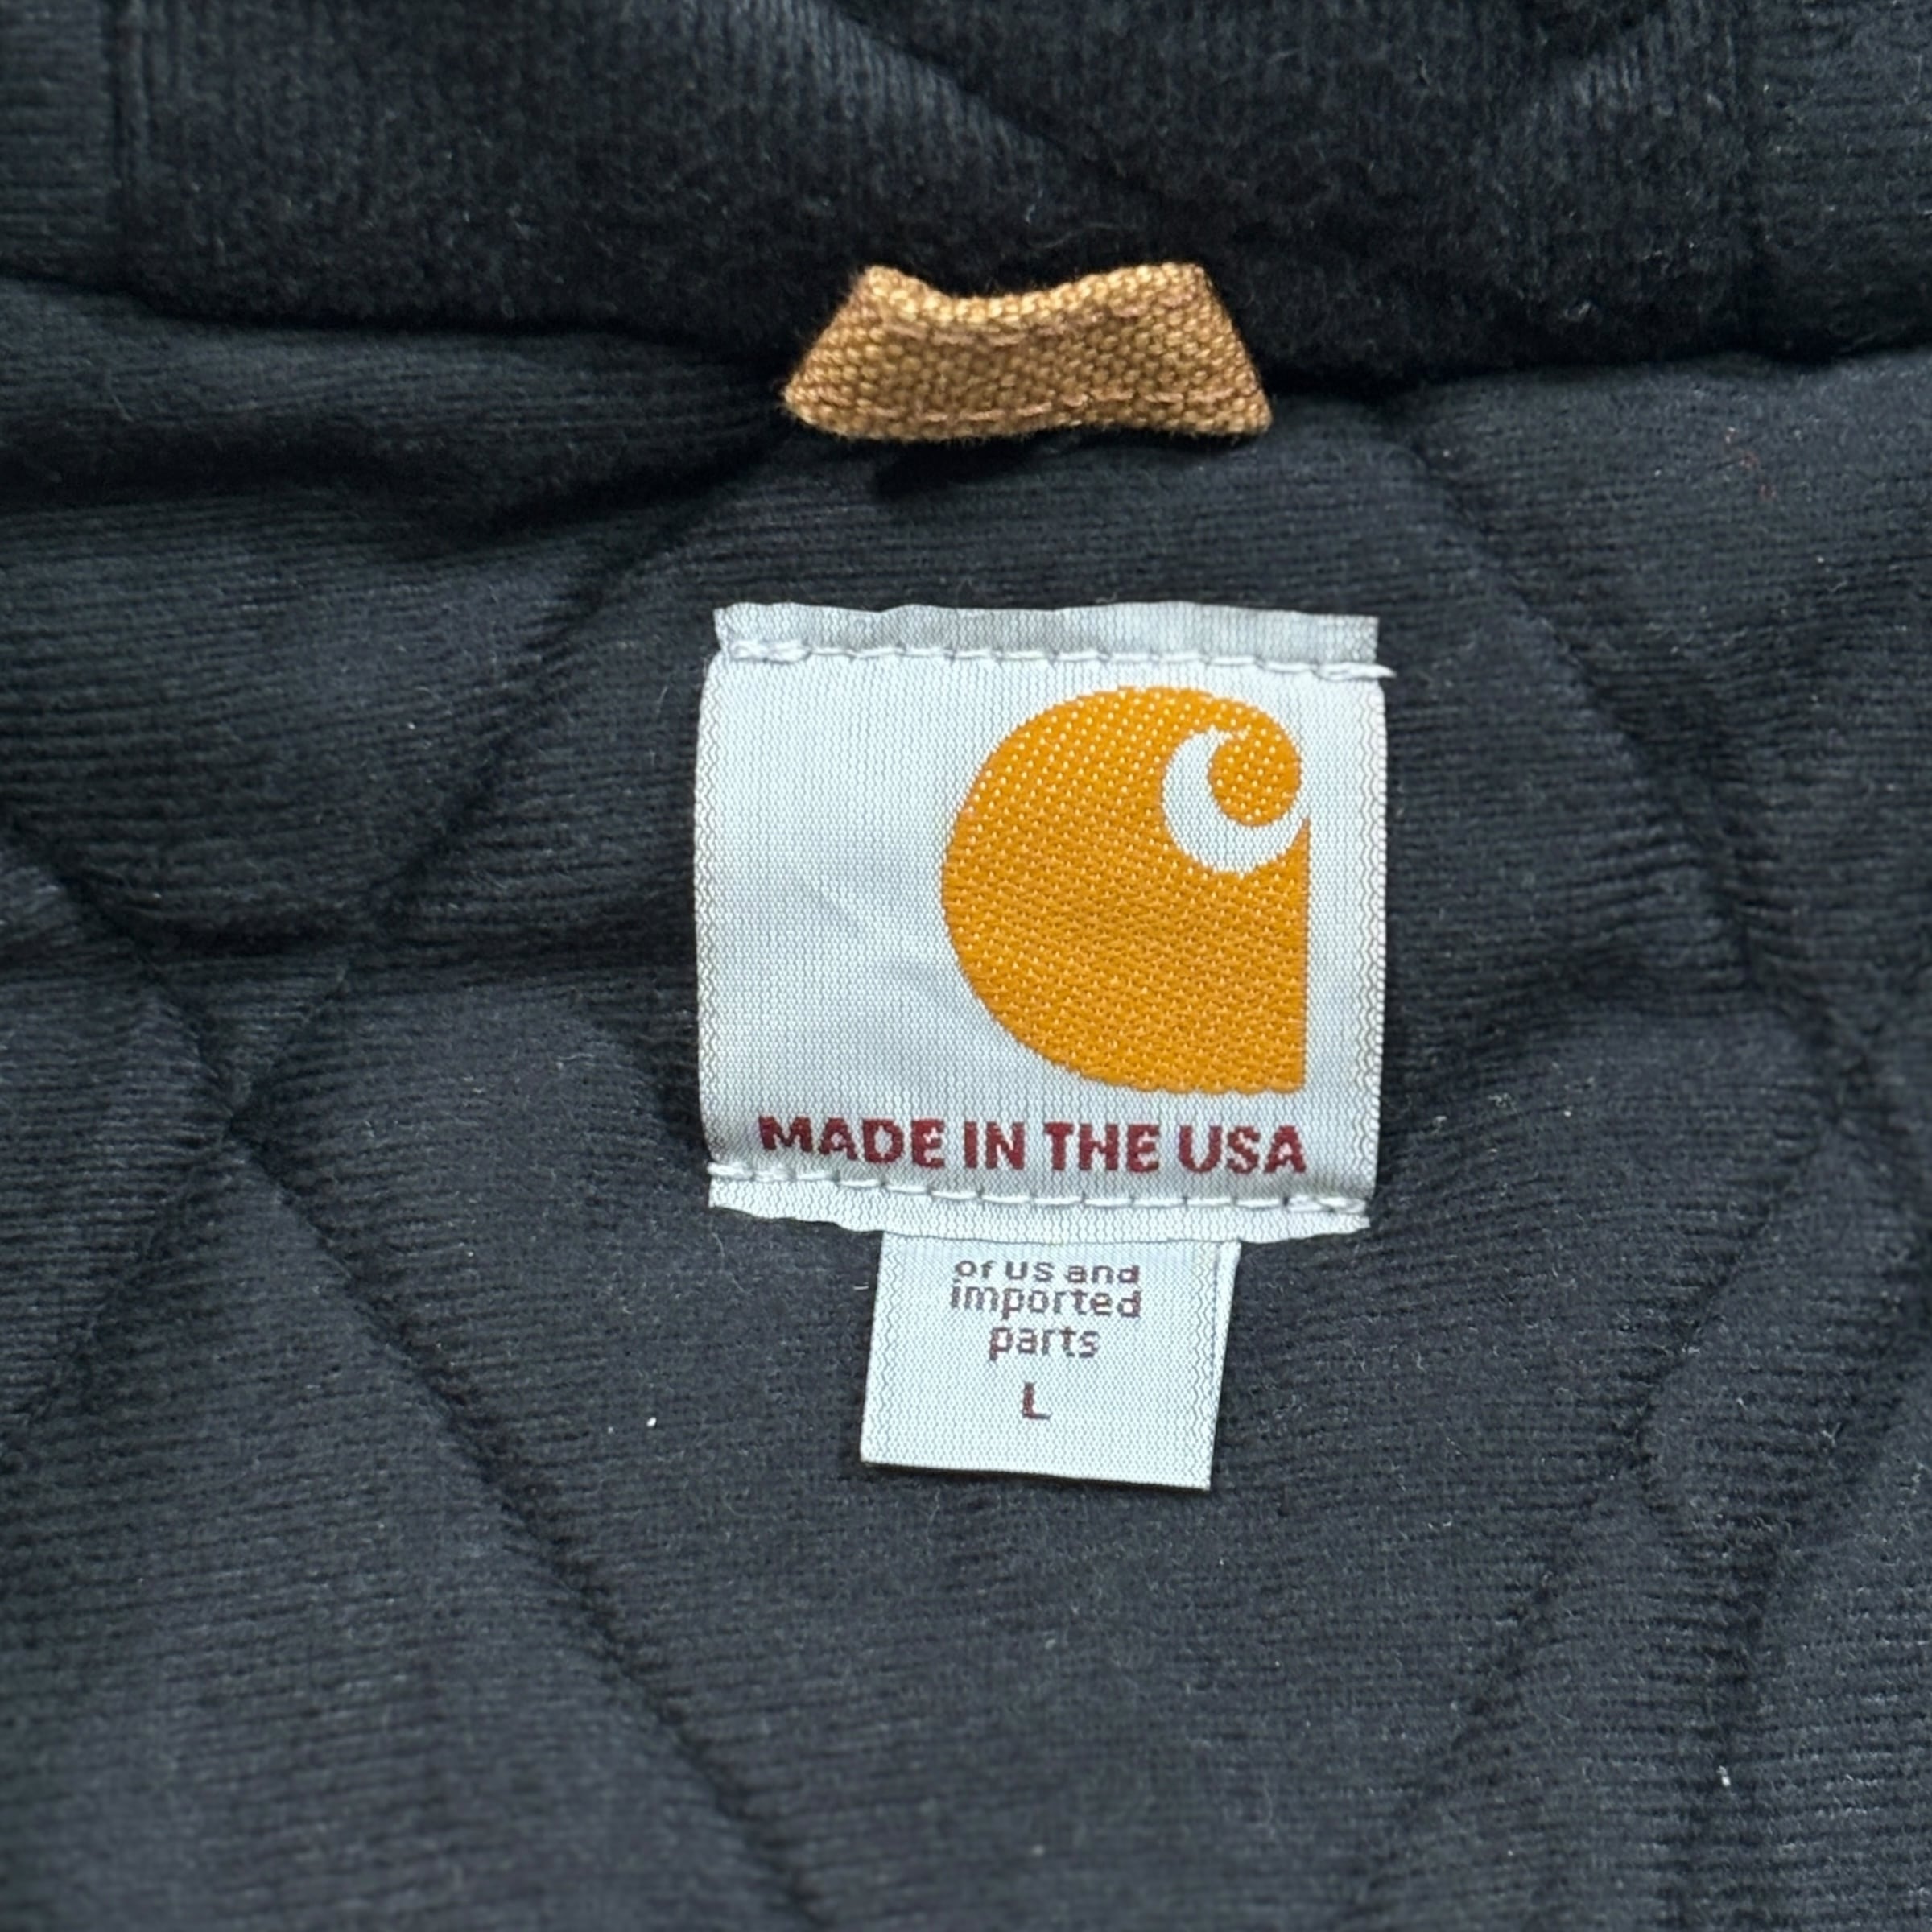 MADE IN THE USA
of US and
imported
parts
L